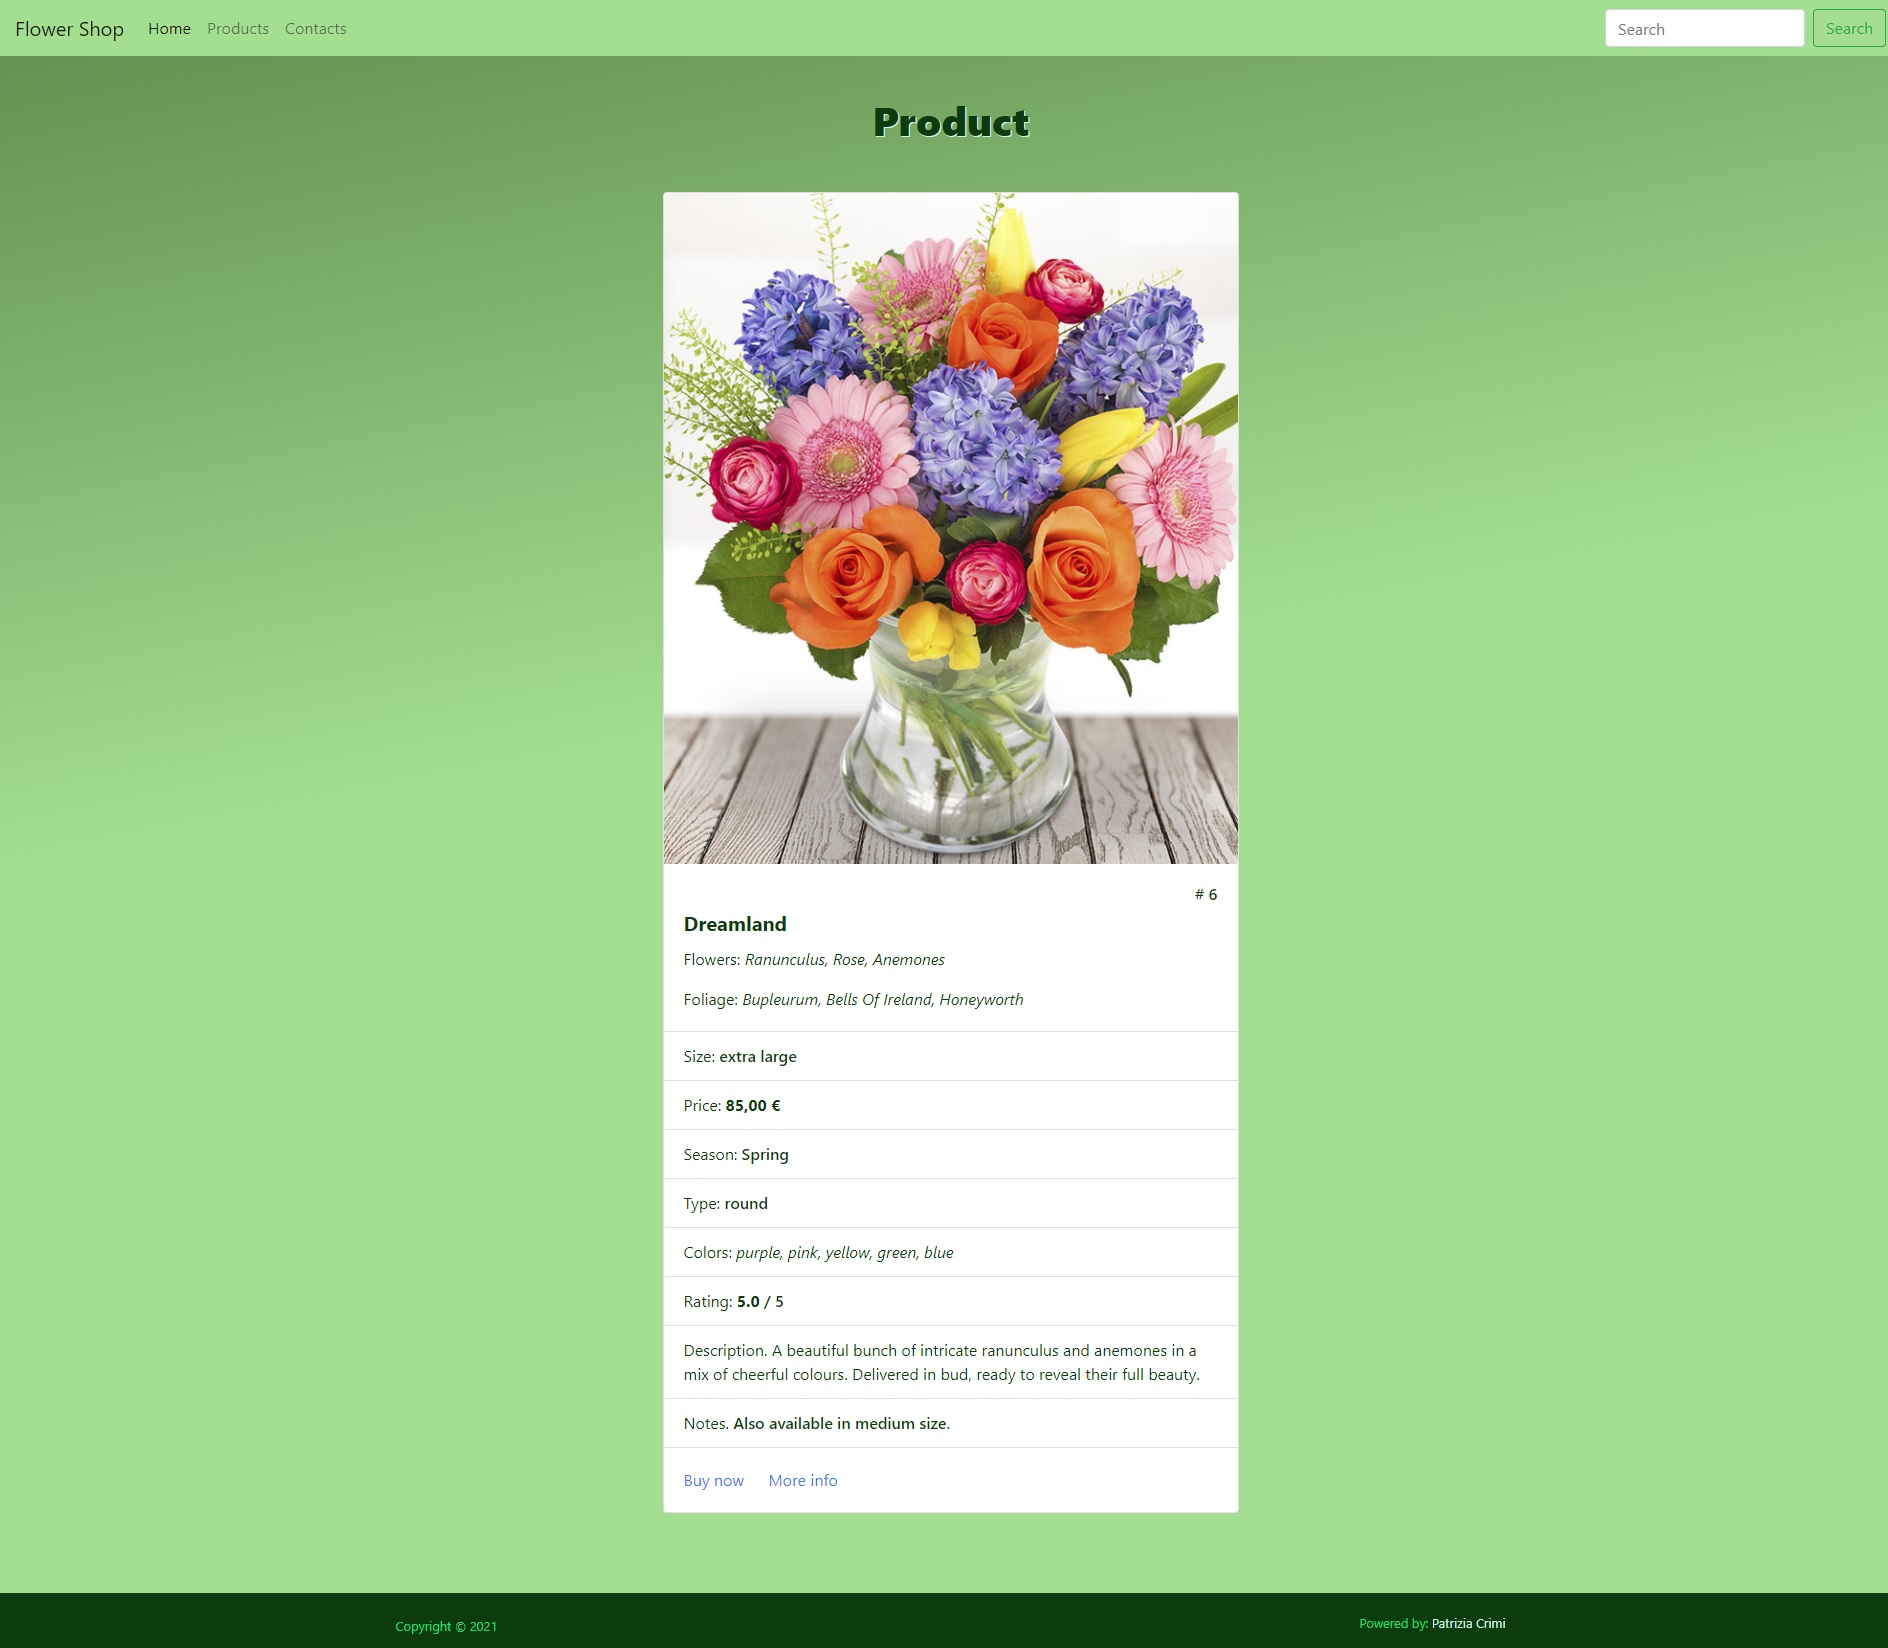 Flower Shop Home Products Contacts Search Search
Product
# 6
Dreamland
Flowers: Ranunculus, Rose, Anemones
Foliage: Bupleurum, Bells Of Ireland, Honeyworth
Size: extra large
Price: 85,00 €
Season: Spring
Type: round
Colors: purple, pink, yellow, green, blue
Rating: 5.0 / 5
Description. A beautiful bunch of intricate ranunculus and anemones in a
mix of cheerful colours. Delivered in bud, ready to reveal their full beauty.
Notes. Also available in medium size.
Buy now More info
Copyright © 2021 Powered by: Patrizia Crimi